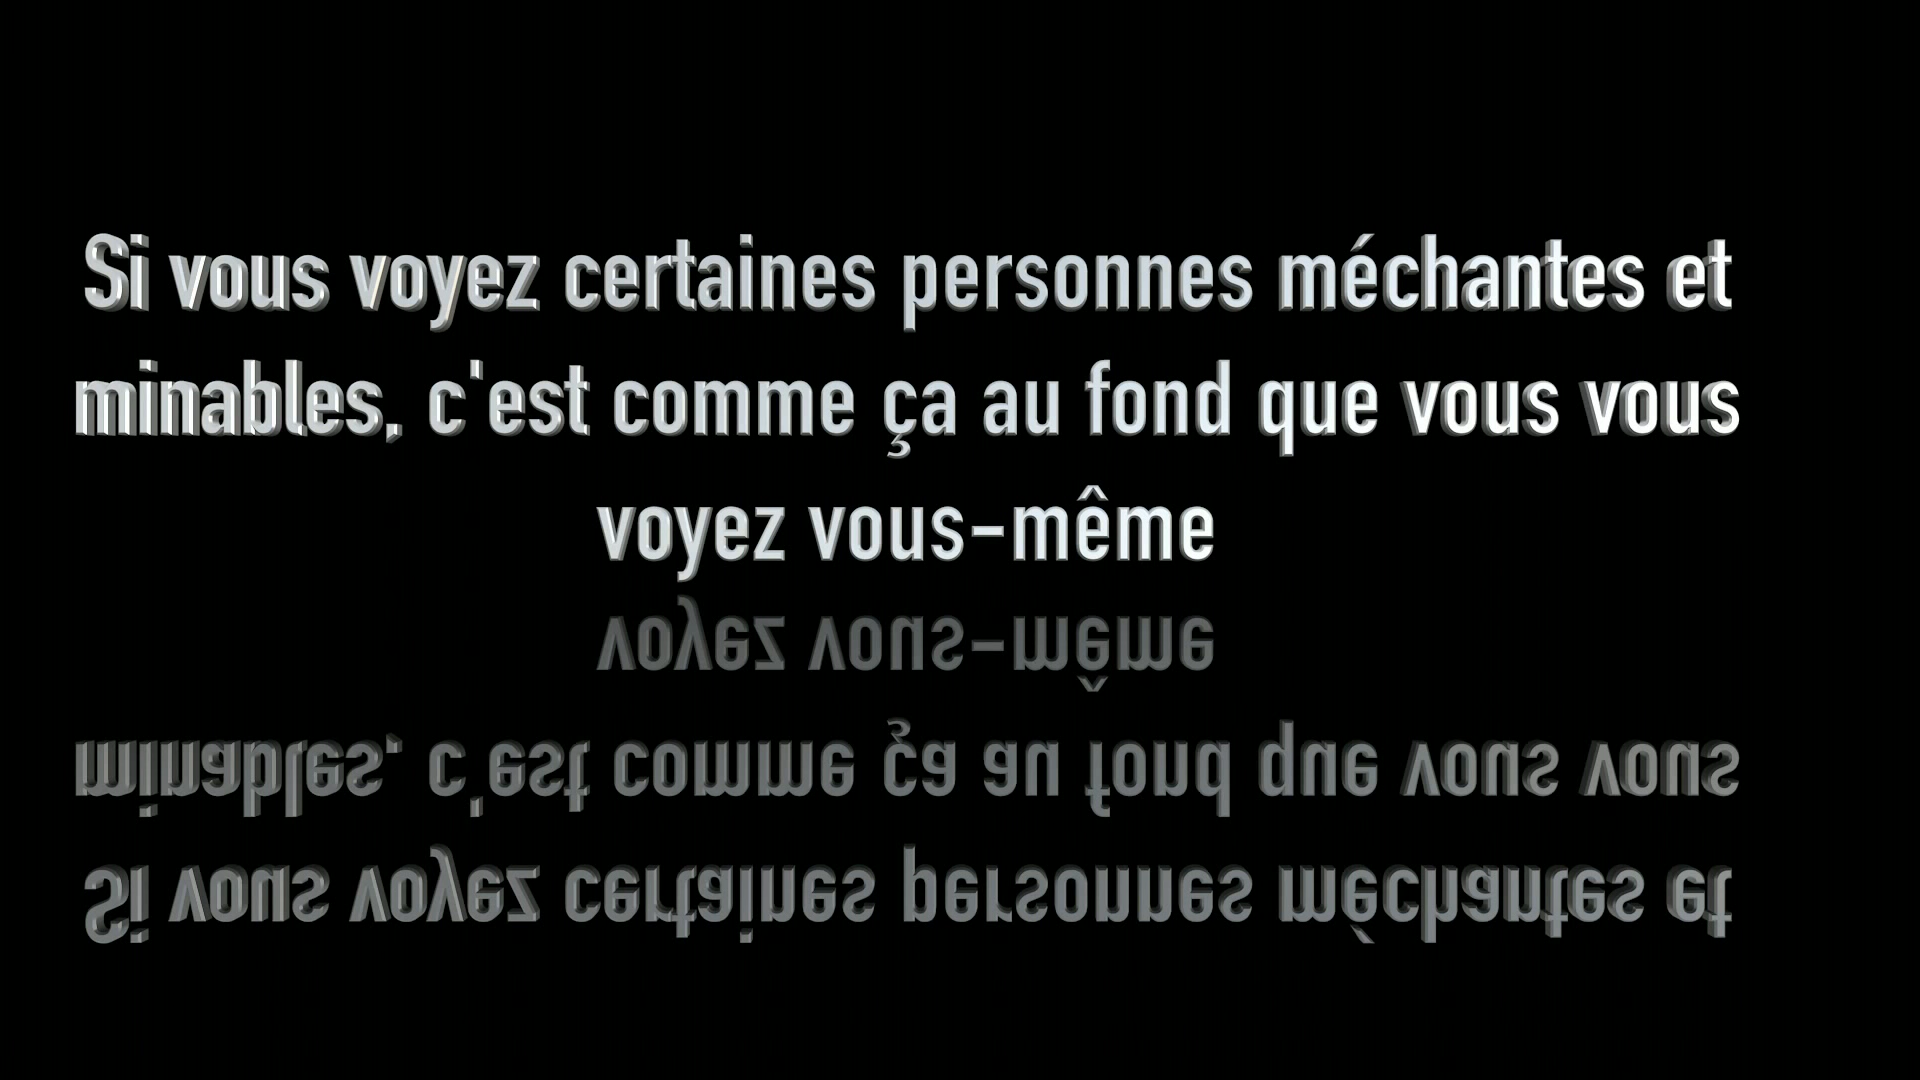 Si vous voyez certaines personnes méchantes et
minables, c'est comme ça au fond que vous vous
voyez vous-même